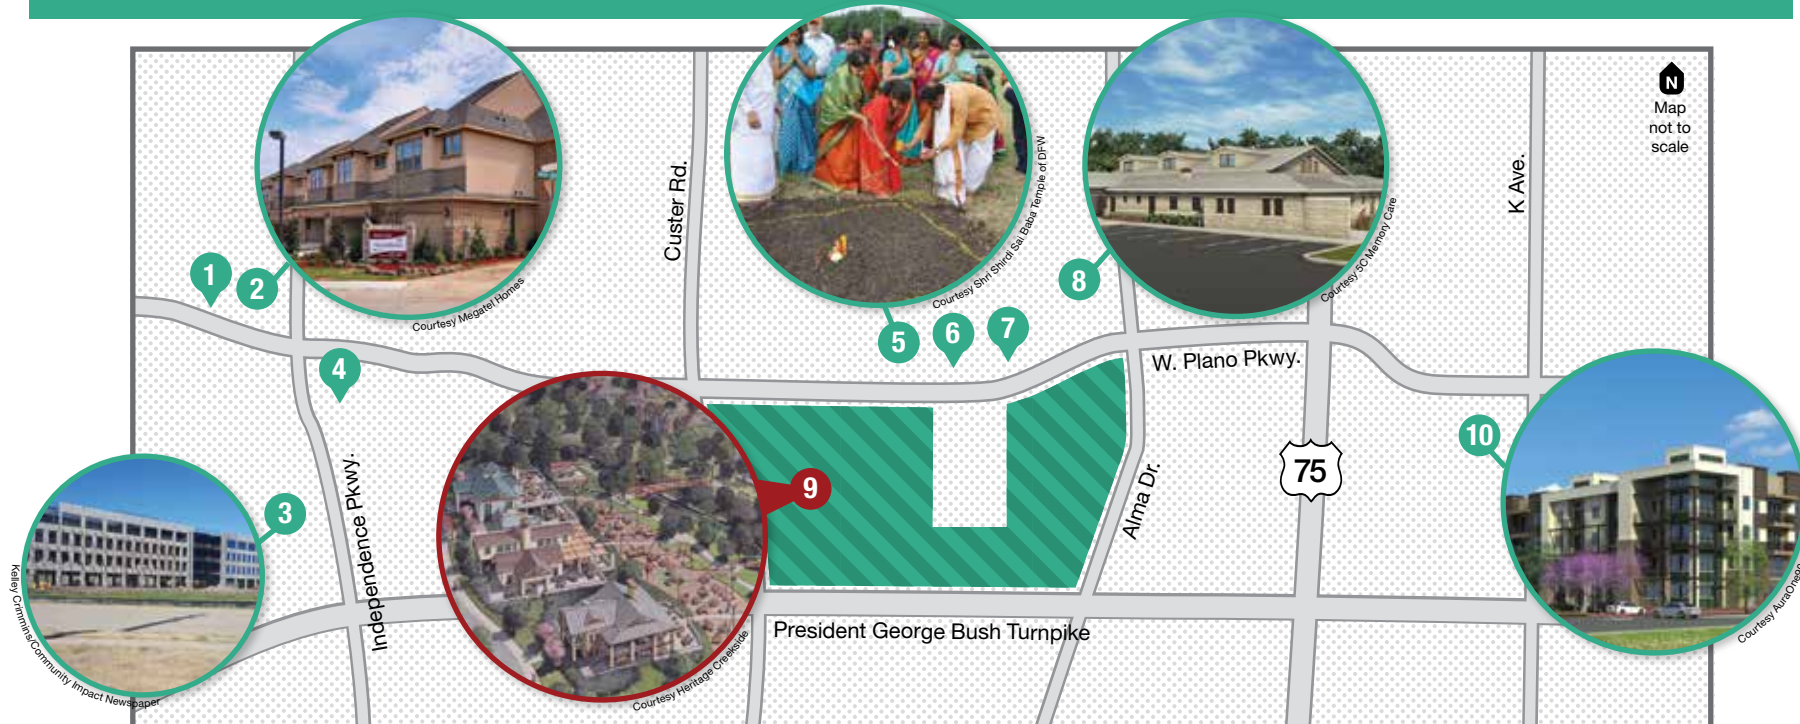 N
Map
not to
scale
Custer Rd.
K Ave.
Courtesy Megatel Homes
Courtesy Shri Shirdi Sai Baba Temple of DFW
Courtesy 5C Memory Care
1
2
8
5
6
7
4
W. Plano Pkwy.
10
75
9
3
Independence Pkwy.
Alma Dr.
President George Bush Turnpike
Kelley Crimmins/Community Impact Newspaper
Courtesy Heritage Creekside
Courtesy AuraOne90